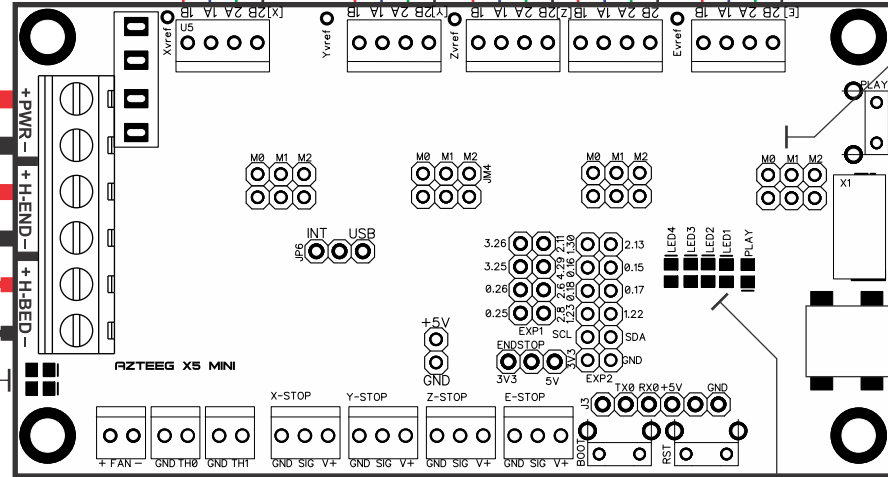 1B 1A 2A 2B [X]
1B 1A 2A 2B [Y]
1B 1A 2A 2B [Z]
1B 1A 2A 2B
1B 1A 2A 2B [E]
U5
Xvref
Yvref
Zvref
Evref
PLAY
+PWR-
+H-END-
+H-BED-
M0 M1 M2
M0 M1 M2
JM4
M0 M1 M2
M0 M1 M2
X1
INT USB
JP6
3.26 2.11
3.25 4.29
0.26 2.6
0.25 2.8
EXP1
1.30 2.13
0.16 0.15
0.18 0.17
1.23 1.22
SCL SDA
3V3 GND
EXP2
LED4
LED3
LED2
LED1
PLAY
+5V
GND
ENDSTOP
3V3 5V
AZTEEG X5 MINI
J3
TX0 RX0 +5V GND
X-STOP
Y-STOP
Z-STOP
E-STOP
BOOT
RST
+ FAN -
GND TH0
GND TH1
GND SIG V+
GND SIG V+
GND SIG V+
GND SIG V+